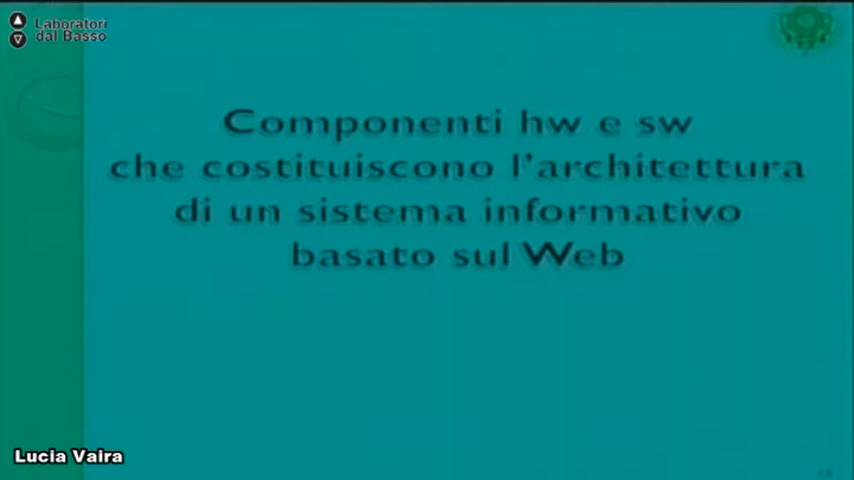 Laboratori
dal Basso
Componenti hw e sw
che costituiscono l'architettura
di un sistema informativo
basato sul Web
Lucia Vaira